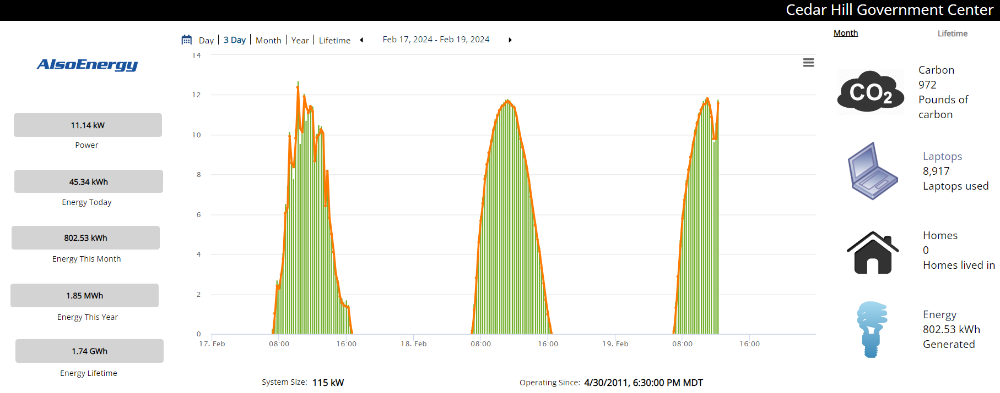 Cedar Hill Government Center
Day | 3 Day | Month | Year | Lifetime Feb 17, 2024 - Feb 19, 2024
Month Lifetime
AlsoEnergy
11.14 kW
Power
45.34 kWh
Energy Today
802.53 kWh
Energy This Month
1.85 MWh
Energy This Year
1.74 GWh
Energy Lifetime
14
12
10
8
6
4
2
0
17. Feb 08:00 16:00 18. Feb 08:00 16:00 19. Feb 08:00 16:00
System Size: 115 kW
Operating Since: 4/30/2011, 6:30:00 PM MDT
CO2
Carbon
972
Pounds of
carbon
Laptops
8,917
Laptops used
Homes
0
Homes lived in
Energy
802.53 kWh
Generated